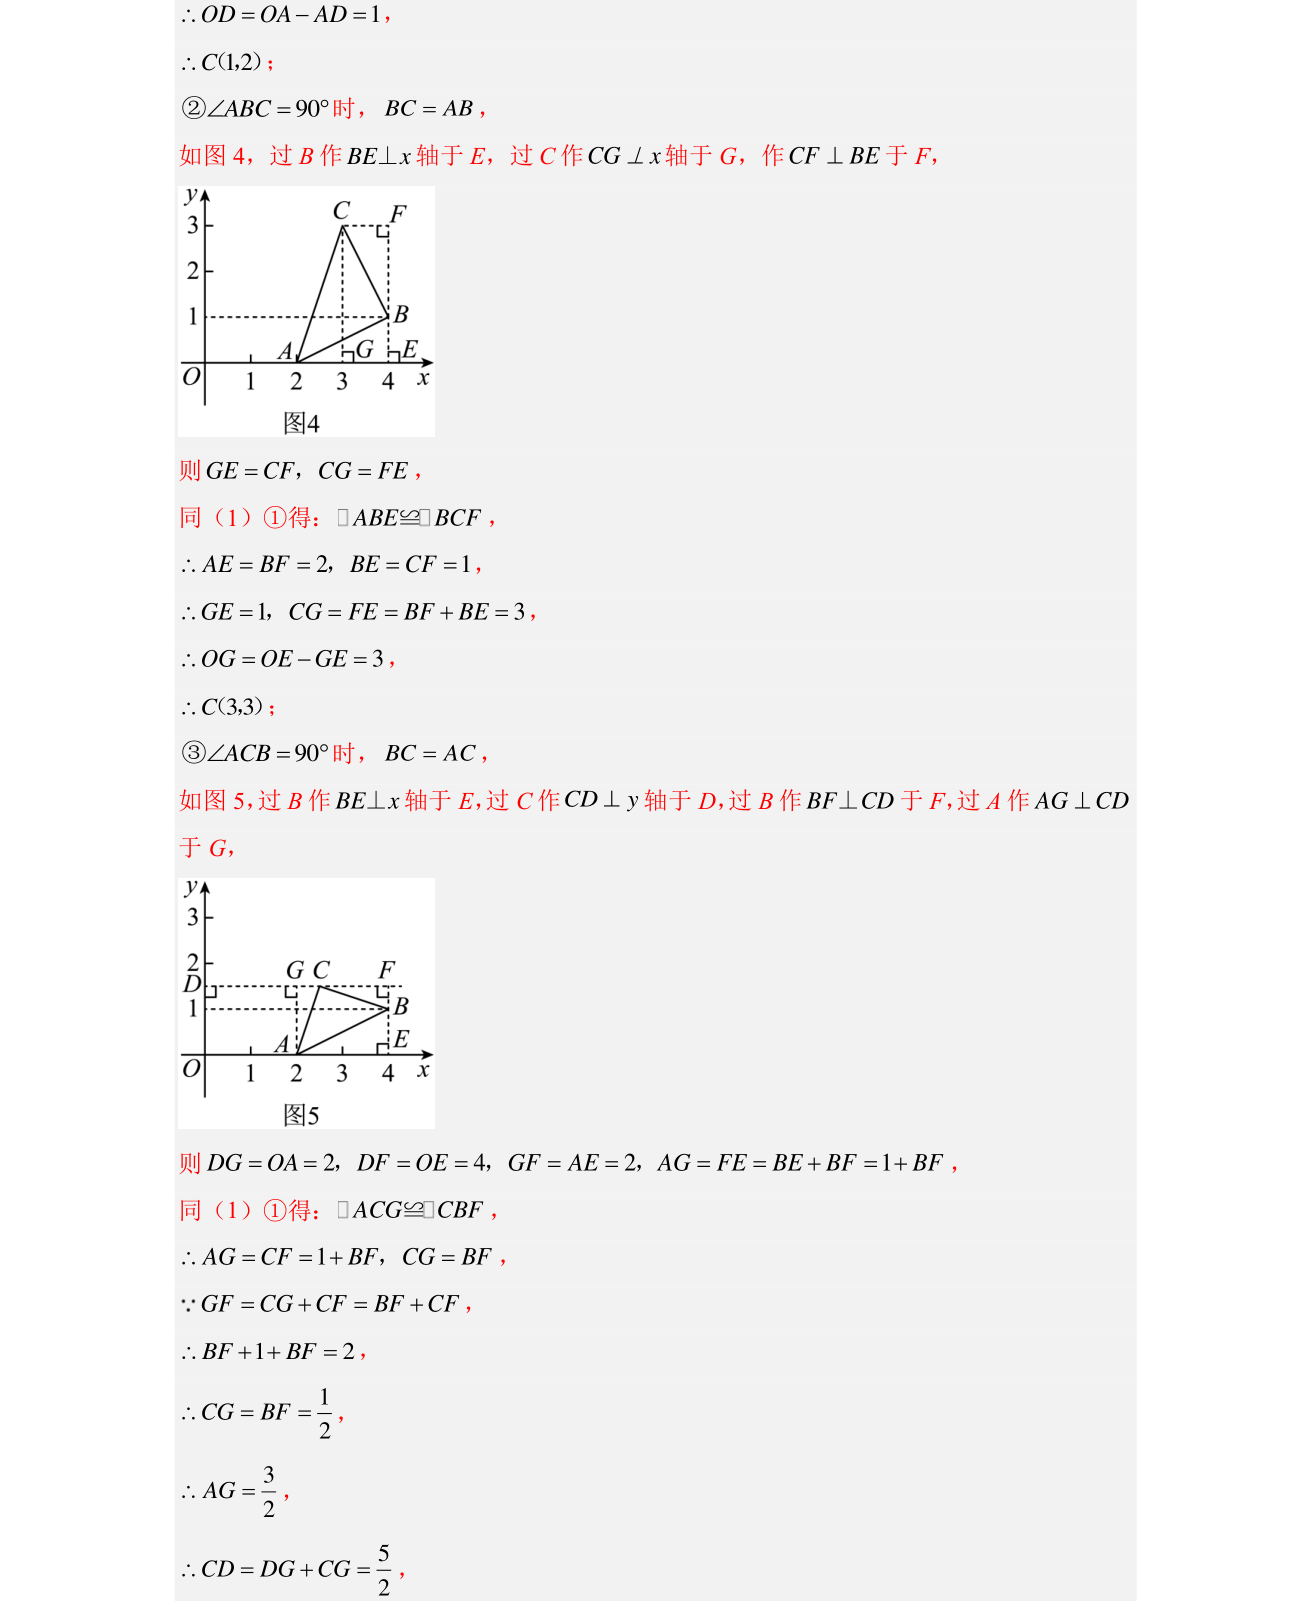 ∴OD=OA−AD=1，
∴C(1,2)；
②∠ABC=90°时，BC=AB，
如图 4，过 B 作 BE⊥x 轴于 E，过 C 作 CG⊥x 轴于 G，作 CF⊥BE 于 F，
y
C F
3
2
1 B
A G E
O 1 2 3 4 x
图4
则 GE=CF，CG=FE，
同（1）①得：▯ABE≌▯BCF，
∴AE=BF=2，BE=CF=1，
∴GE=1，CG=FE=BF+BE=3，
∴OG=OE−GE=3，
∴C(3,3)；
③∠ACB=90°时，BC=AC，
如图 5，过 B 作 BE⊥x 轴于 E，过 C 作 CD⊥y 轴于 D，过 B 作 BF⊥CD 于 F，过 A 作 AG⊥CD
于 G，
y
3
2
D G C F
1 B
A E
O 1 2 3 4 x
图5
则 DG=OA=2，DF=OE=4，GF=AE=2，AG=FE=BE+BF=1+BF，
同（1）①得：▯ACG≌▯CBF，
∴AG=CF=1+BF，CG=BF，
∵GF=CG+CF=BF+CF，
∴BF+1+BF=2，
∴CG=BF=1/2，
∴AG=3/2，
∴CD=DG+CG=5/2，